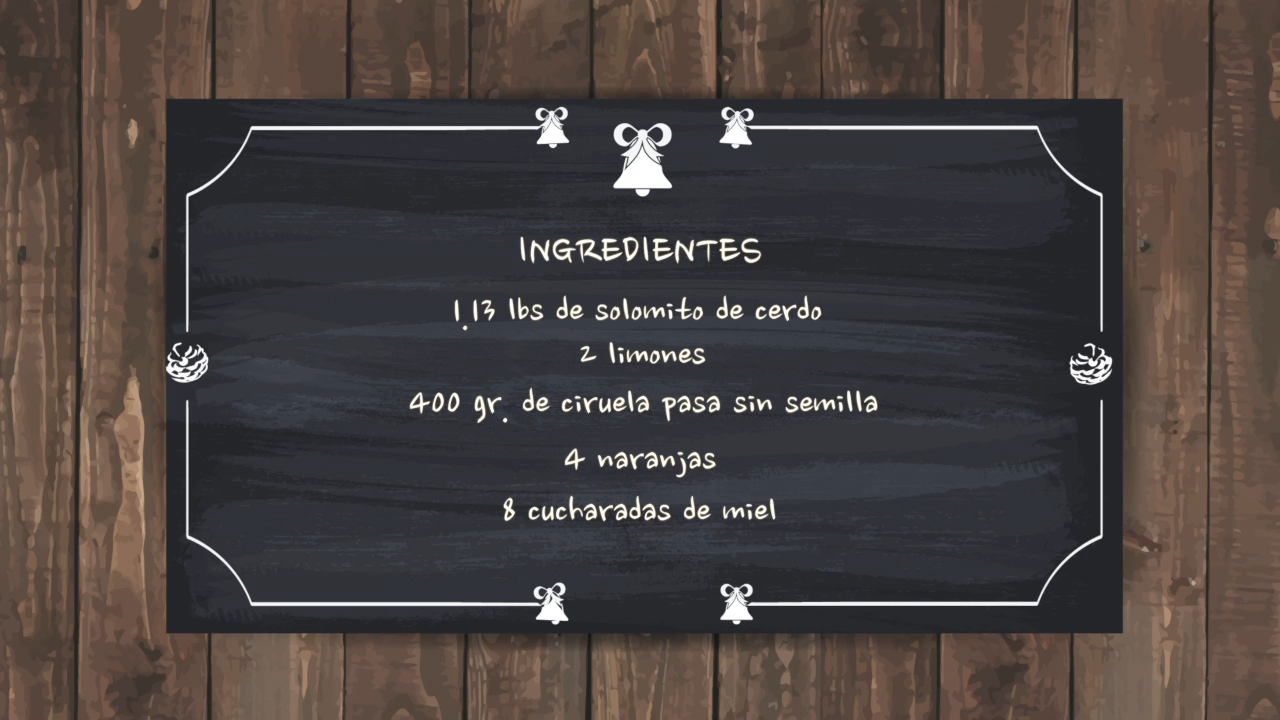 INGREDIENTES
1.13 lbs de solomito de cerdo
2 limones
400 gr. de ciruela pasa sin semilla
4 naranjas
8 cucharadas de miel